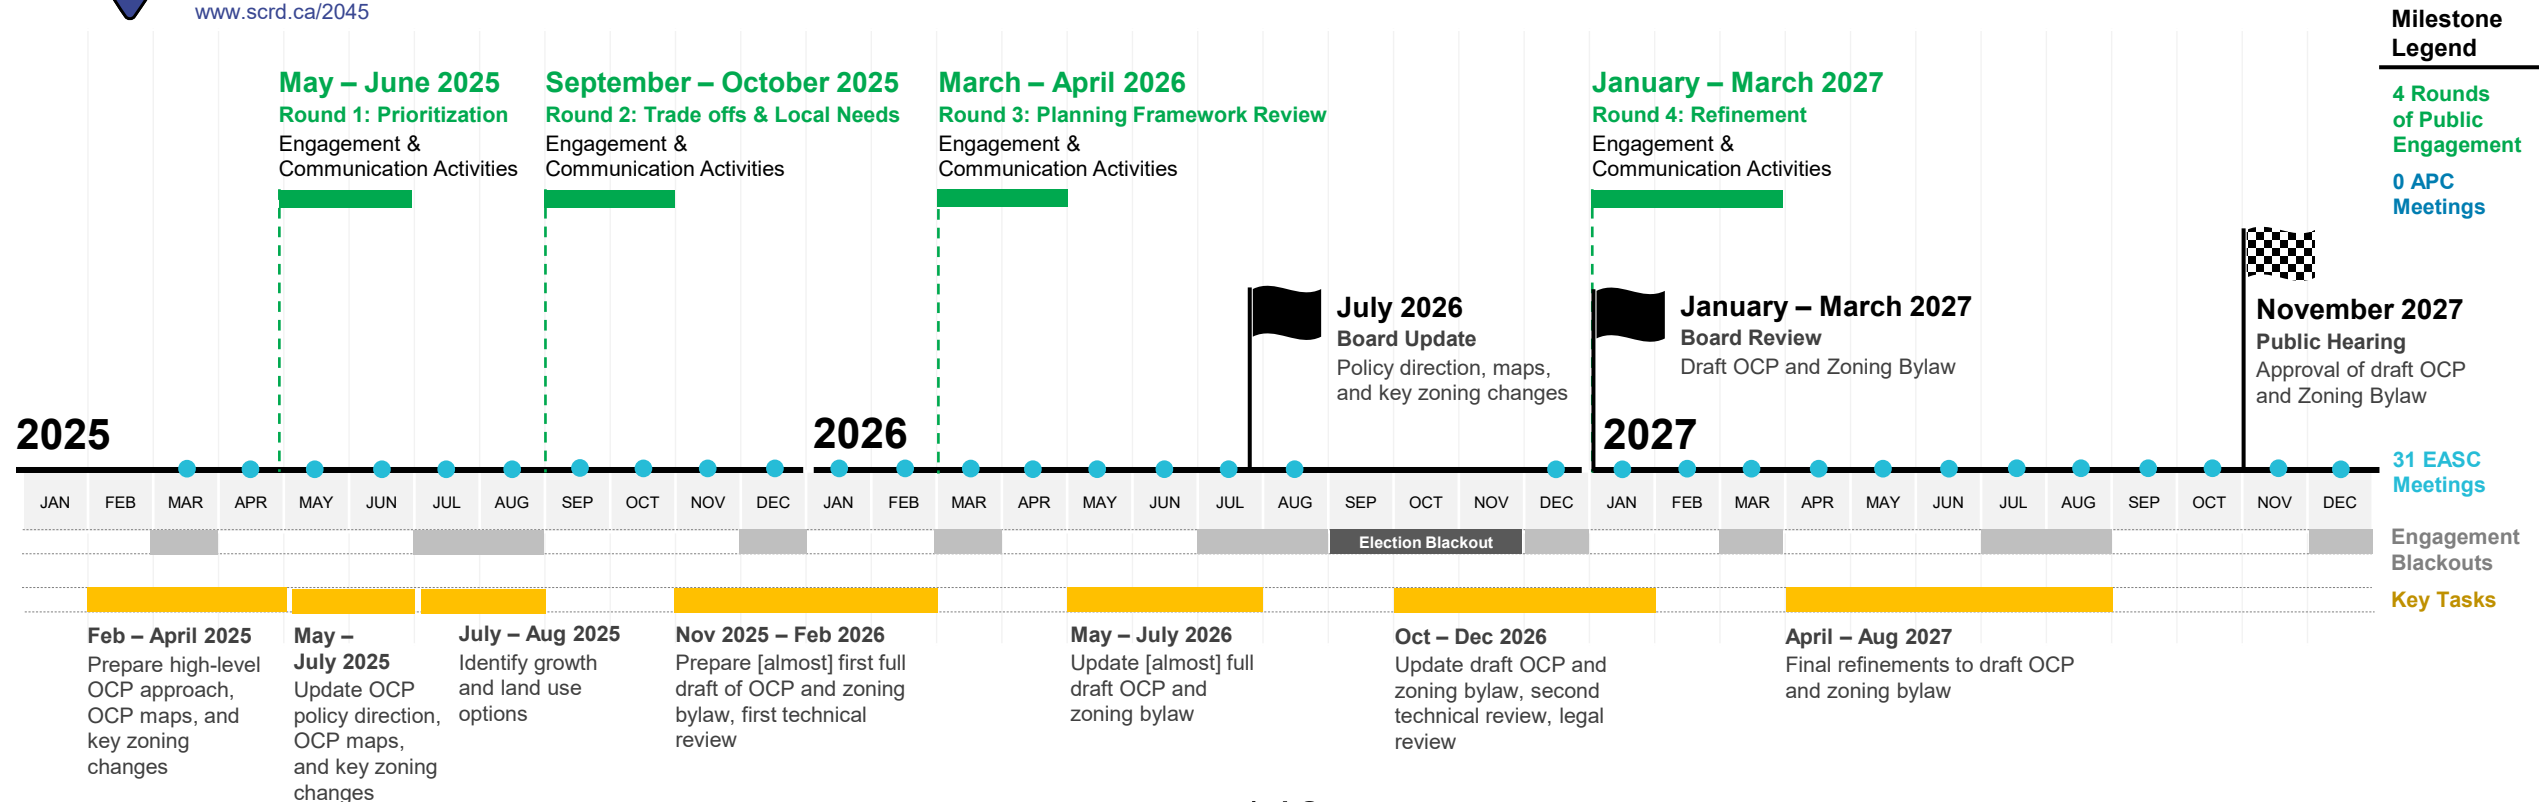 www.scrd.ca/2045
Milestone
Legend
May – June 2025
Round 1: Prioritization
Engagement &
Communication Activities
September – October 2025
Round 2: Trade offs & Local Needs
Engagement &
Communication Activities
March – April 2026
Round 3: Planning Framework Review
Engagement &
Communication Activities
January – March 2027
Round 4: Refinement
Engagement &
Communication Activities
4 Rounds
of Public
Engagement
0 APC
Meetings
July 2026
Board Update
Policy direction, maps,
and key zoning changes
January – March 2027
Board Review
Draft OCP and Zoning Bylaw
November 2027
Public Hearing
Approval of draft OCP
and Zoning Bylaw
2025
2026
2027
31 EASC
Meetings
JAN FEB MAR APR MAY JUN JUL AUG SEP OCT NOV DEC JAN FEB MAR APR MAY JUN JUL AUG SEP OCT NOV DEC JAN FEB MAR APR MAY JUN JUL AUG SEP OCT NOV DEC
Election Blackout
Engagement
Blackouts
Key Tasks
Feb – April 2025
Prepare high-level
OCP approach,
OCP maps, and
key zoning
changes
May –
July 2025
Update OCP
policy direction,
OCP maps,
and key zoning
changes
July – Aug 2025
Identify growth
and land use
options
Nov 2025 – Feb 2026
Prepare [almost] first full
draft of OCP and zoning
bylaw, first technical
review
May – July 2026
Update [almost] full
draft OCP and
zoning bylaw
Oct – Dec 2026
Update draft OCP and
zoning bylaw, second
technical review, legal
review
April – Aug 2027
Final refinements to draft OCP
and zoning bylaw